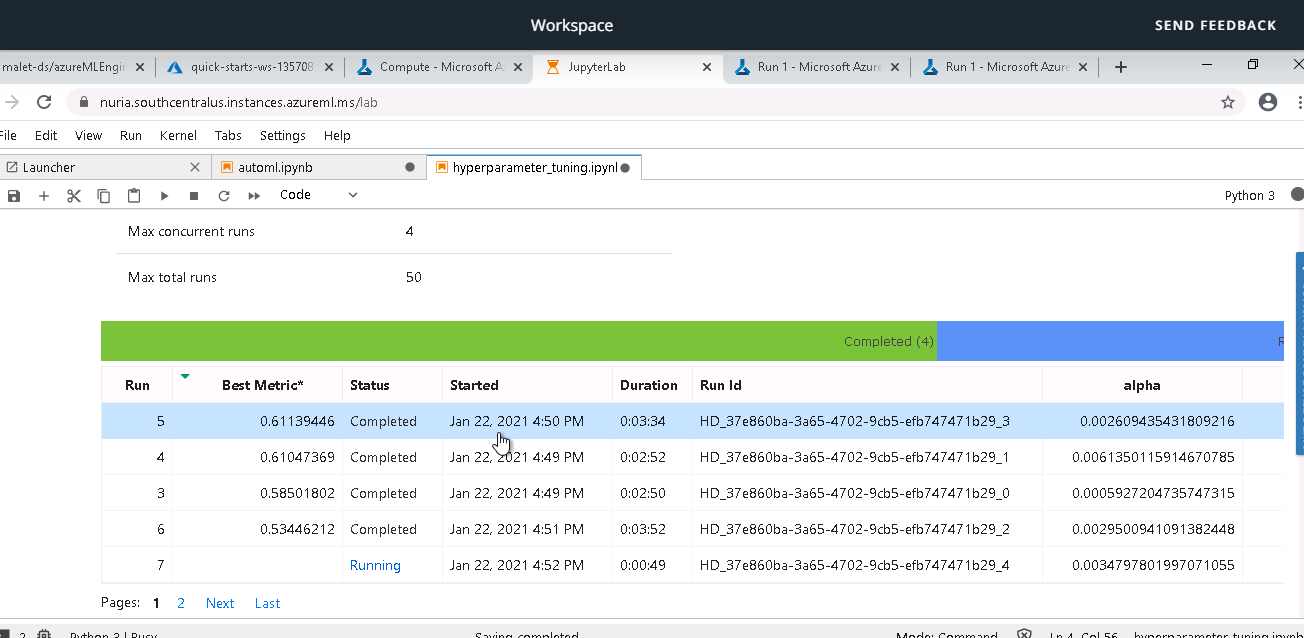 Workspace
SEND FEEDBACK
malet-ds/azureMLEngin
quick-starts-ws-135708
Compute - Microsoft A
JupyterLab
Run 1 - Microsoft Azure
Run 1 - Microsoft Azure
nuria.southcentralus.instances.azureml.ms/lab
File Edit View Run Kernel Tabs Settings Help
Launcher
automl.ipynb
hyperparameter_tuning.ipynl
Code
Python 3
Max concurrent runs 4
Max total runs 50
Completed (4)
Run Best Metric* Status Started Duration Run Id alpha
5 0.61139446 Completed Jan 22, 2021 4:50 PM 0:03:34 HD_37e860ba-3a65-4702-9cb5-efb747471b29_3 0.002609435431809216
4 0.61047369 Completed Jan 22, 2021 4:49 PM 0:02:52 HD_37e860ba-3a65-4702-9cb5-efb747471b29_1 0.0061350115914670785
3 0.58501802 Completed Jan 22, 2021 4:49 PM 0:02:50 HD_37e860ba-3a65-4702-9cb5-efb747471b29_0 0.0005927204735747315
6 0.53446212 Completed Jan 22, 2021 4:51 PM 0:03:52 HD_37e860ba-3a65-4702-9cb5-efb747471b29_2 0.0029500941091382448
7 Running Jan 22, 2021 4:52 PM 0:00:49 HD_37e860ba-3a65-4702-9cb5-efb747471b29_4 0.0034797801997071055
Pages: 1 2 Next Last
2 Python 3 | Busy Saving completed Mode: Command Ln 4, Col 56 hyperparameter_tuning.ipynb